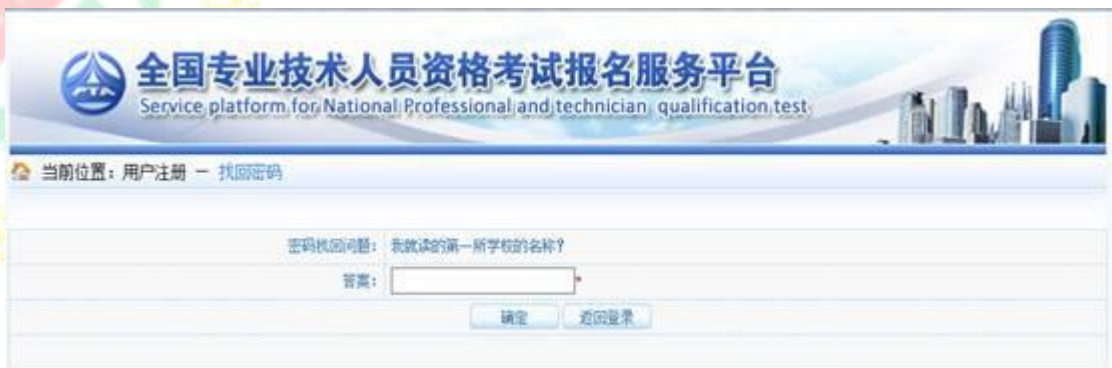 全国专业技术人员资格考试报名服务平台
Service platform for National Professional and technician qualification test
当前位置：用户注册 — 找回密码
密码找回问题： 我就读的第一所学校的名称？
答案： *
确定 返回登录